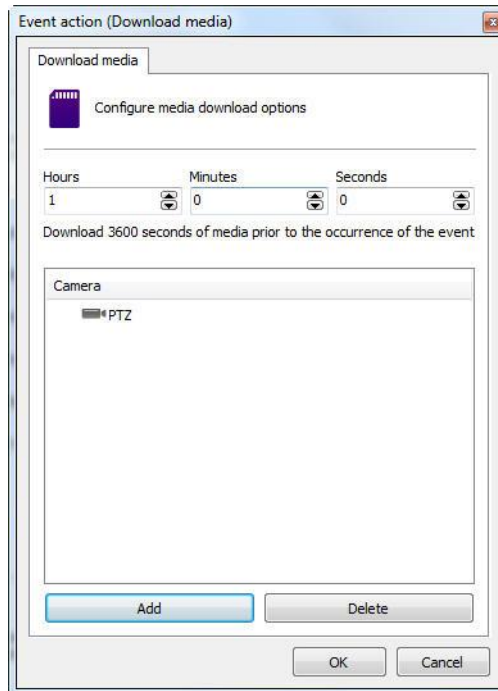 Event action (Download media)
Download media
Configure media download options
Hours Minutes Seconds
1 0 0
Download 3600 seconds of media prior to the occurrence of the event
Camera
PTZ
Add Delete
OK Cancel